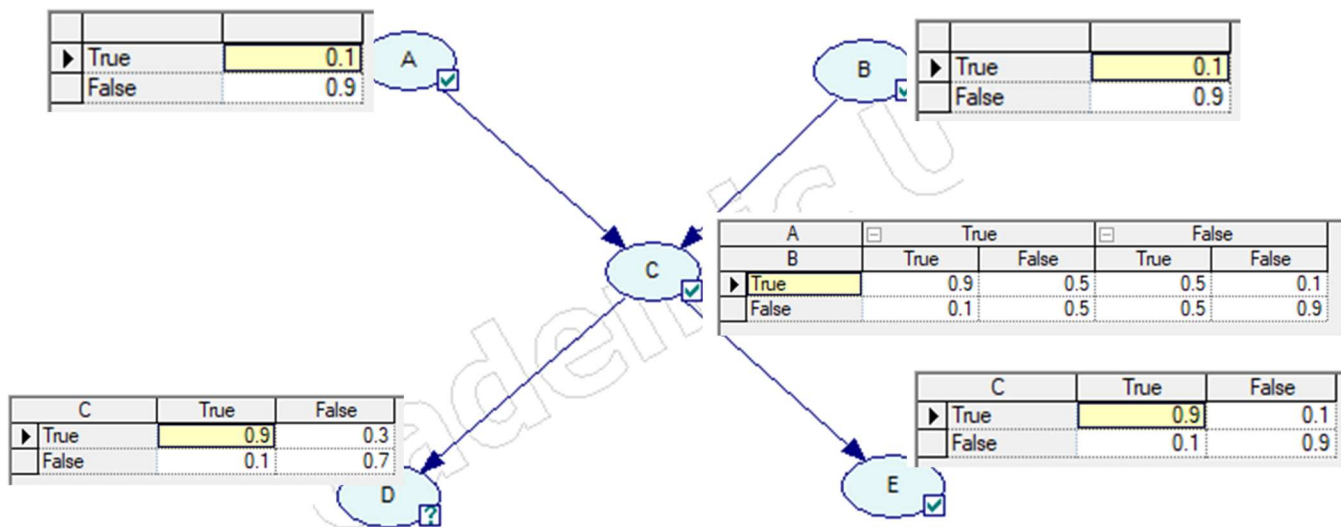 True 0.1
False 0.9
A
B
True 0.1
False 0.9
C
A True False
B True False True False
True 0.9 0.5 0.5 0.1
False 0.1 0.5 0.5 0.9
C True False
True 0.9 0.3
False 0.1 0.7
D
C True False
True 0.9 0.1
False 0.1 0.9
E